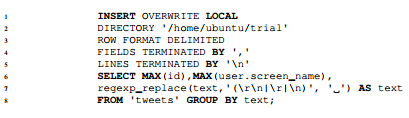 1 INSERT OVERWRITE LOCAL
2 DIRECTORY '/home/ubuntu/trial'
3 ROW FORMAT DELIMITED
4 FIELDS TERMINATED BY ','
5 LINES TERMINATED BY '\n'
6 SELECT MAX(id),MAX(user.screen_name),
7 regexp_replace(text,'(\r\n|\r|\n)', '␣') AS text
8 FROM 'tweets' GROUP BY text;